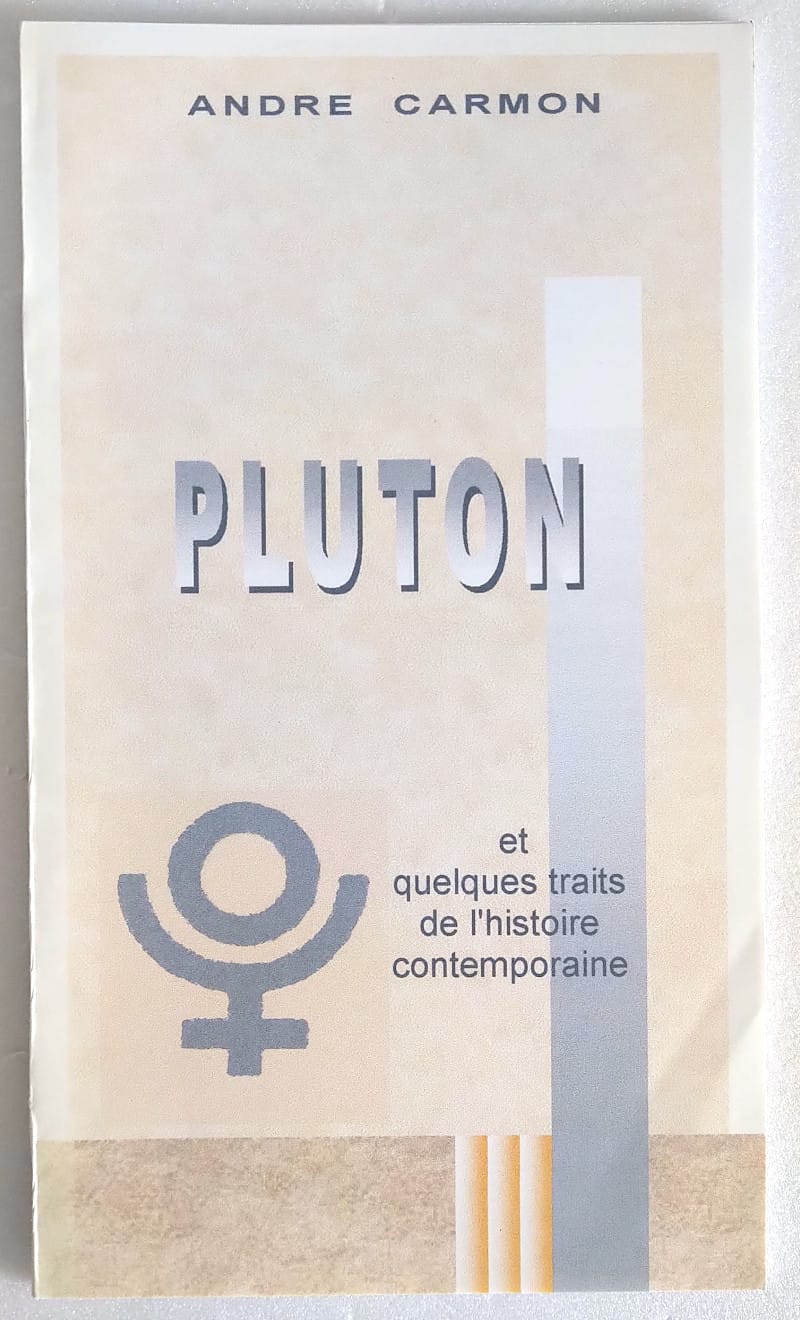 ANDRE CARMON
PLUTON
et
quelques traits
de l'histoire
contemporaine